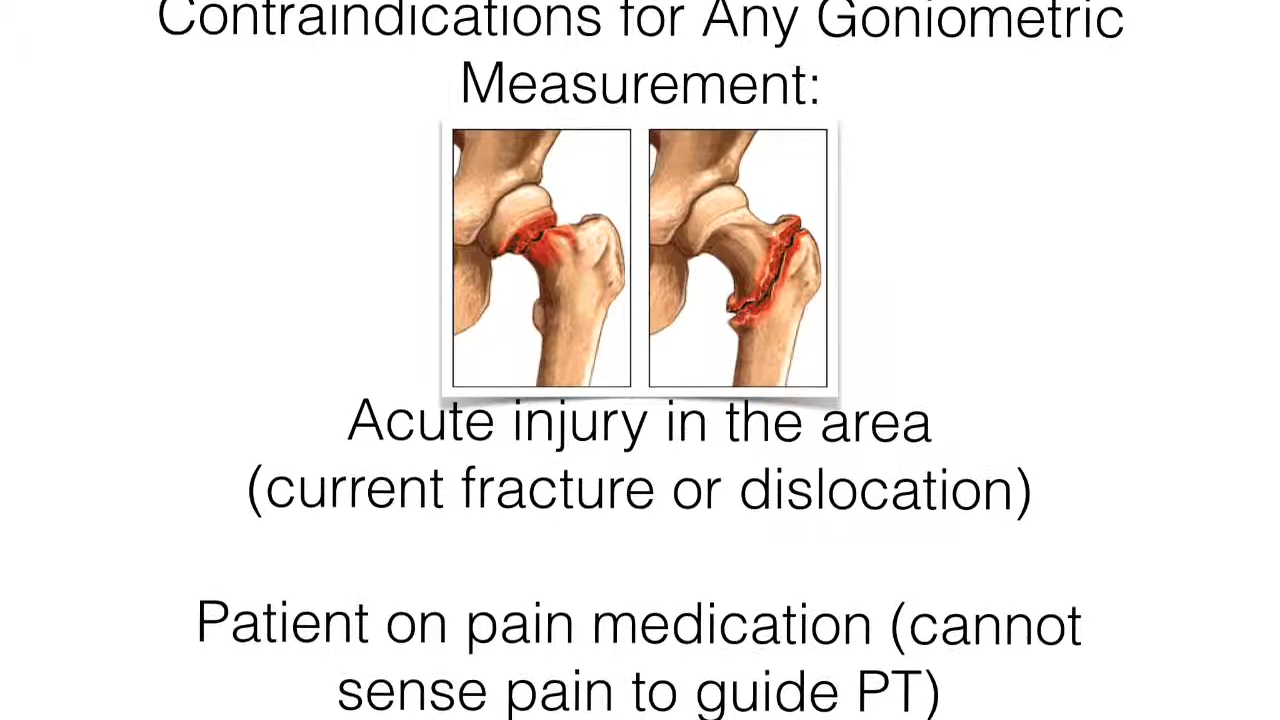 Contraindications for Any Goniometric
Measurement:
Acute injury in the area
(current fracture or dislocation)
Patient on pain medication (cannot
sense pain to guide PT)